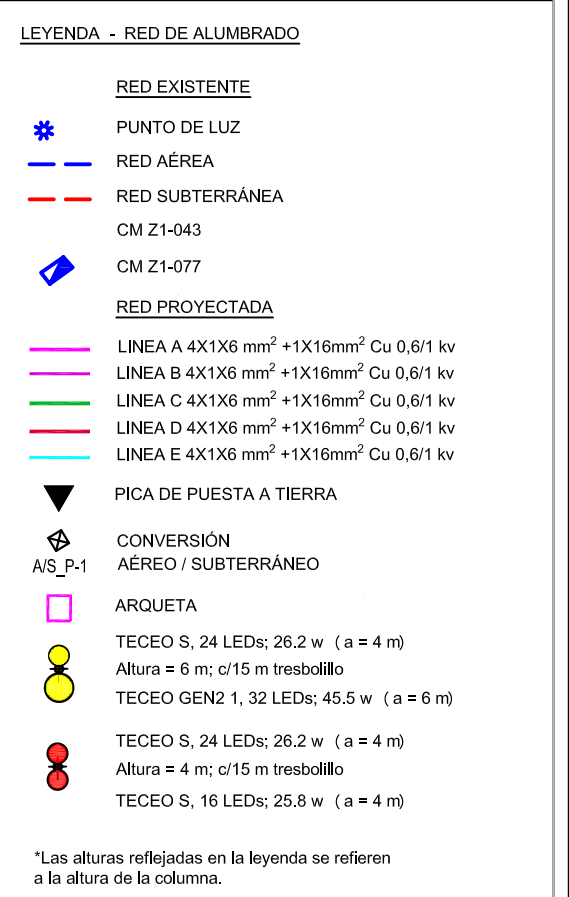 LEYENDA - RED DE ALUMBRADO
RED EXISTENTE
PUNTO DE LUZ
RED AÉREA
RED SUBTERRÁNEA
CM Z1-043
CM Z1-077
RED PROYECTADA
LINEA A 4X1X6 mm² +1X16mm² Cu 0,6/1 kv
LINEA B 4X1X6 mm² +1X16mm² Cu 0,6/1 kv
LINEA C 4X1X6 mm² +1X16mm² Cu 0,6/1 kv
LINEA D 4X1X6 mm² +1X16mm² Cu 0,6/1 kv
LINEA E 4X1X6 mm² +1X16mm² Cu 0,6/1 kv
PICA DE PUESTA A TIERRA
CONVERSIÓN
A/S_P-1 AÉREO / SUBTERRÁNEO
ARQUETA
TECEO S, 24 LEDs; 26.2 w ( a = 4 m)
Altura = 6 m; c/15 m tresbolillo
TECEO GEN2 1, 32 LEDs; 45.5 w ( a = 6 m)
TECEO S, 24 LEDs; 26.2 w ( a = 4 m)
Altura = 4 m; c/15 m tresbolillo
TECEO S, 16 LEDs; 25.8 w ( a = 4 m)
*Las alturas reflejadas en la leyenda se refieren
a la altura de la columna.